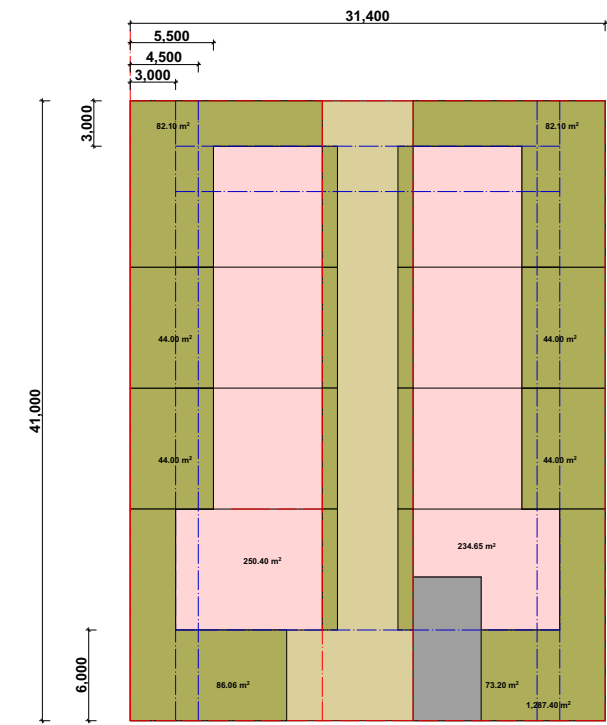 31,400
5,500
4,500
3,000
3,000
82.10 m²
82.10 m²
44.00 m²
44.00 m²
41,000
44.00 m²
44.00 m²
250.40 m²
234.65 m²
6,000
86.06 m²
73.20 m²
1,287.40 m²